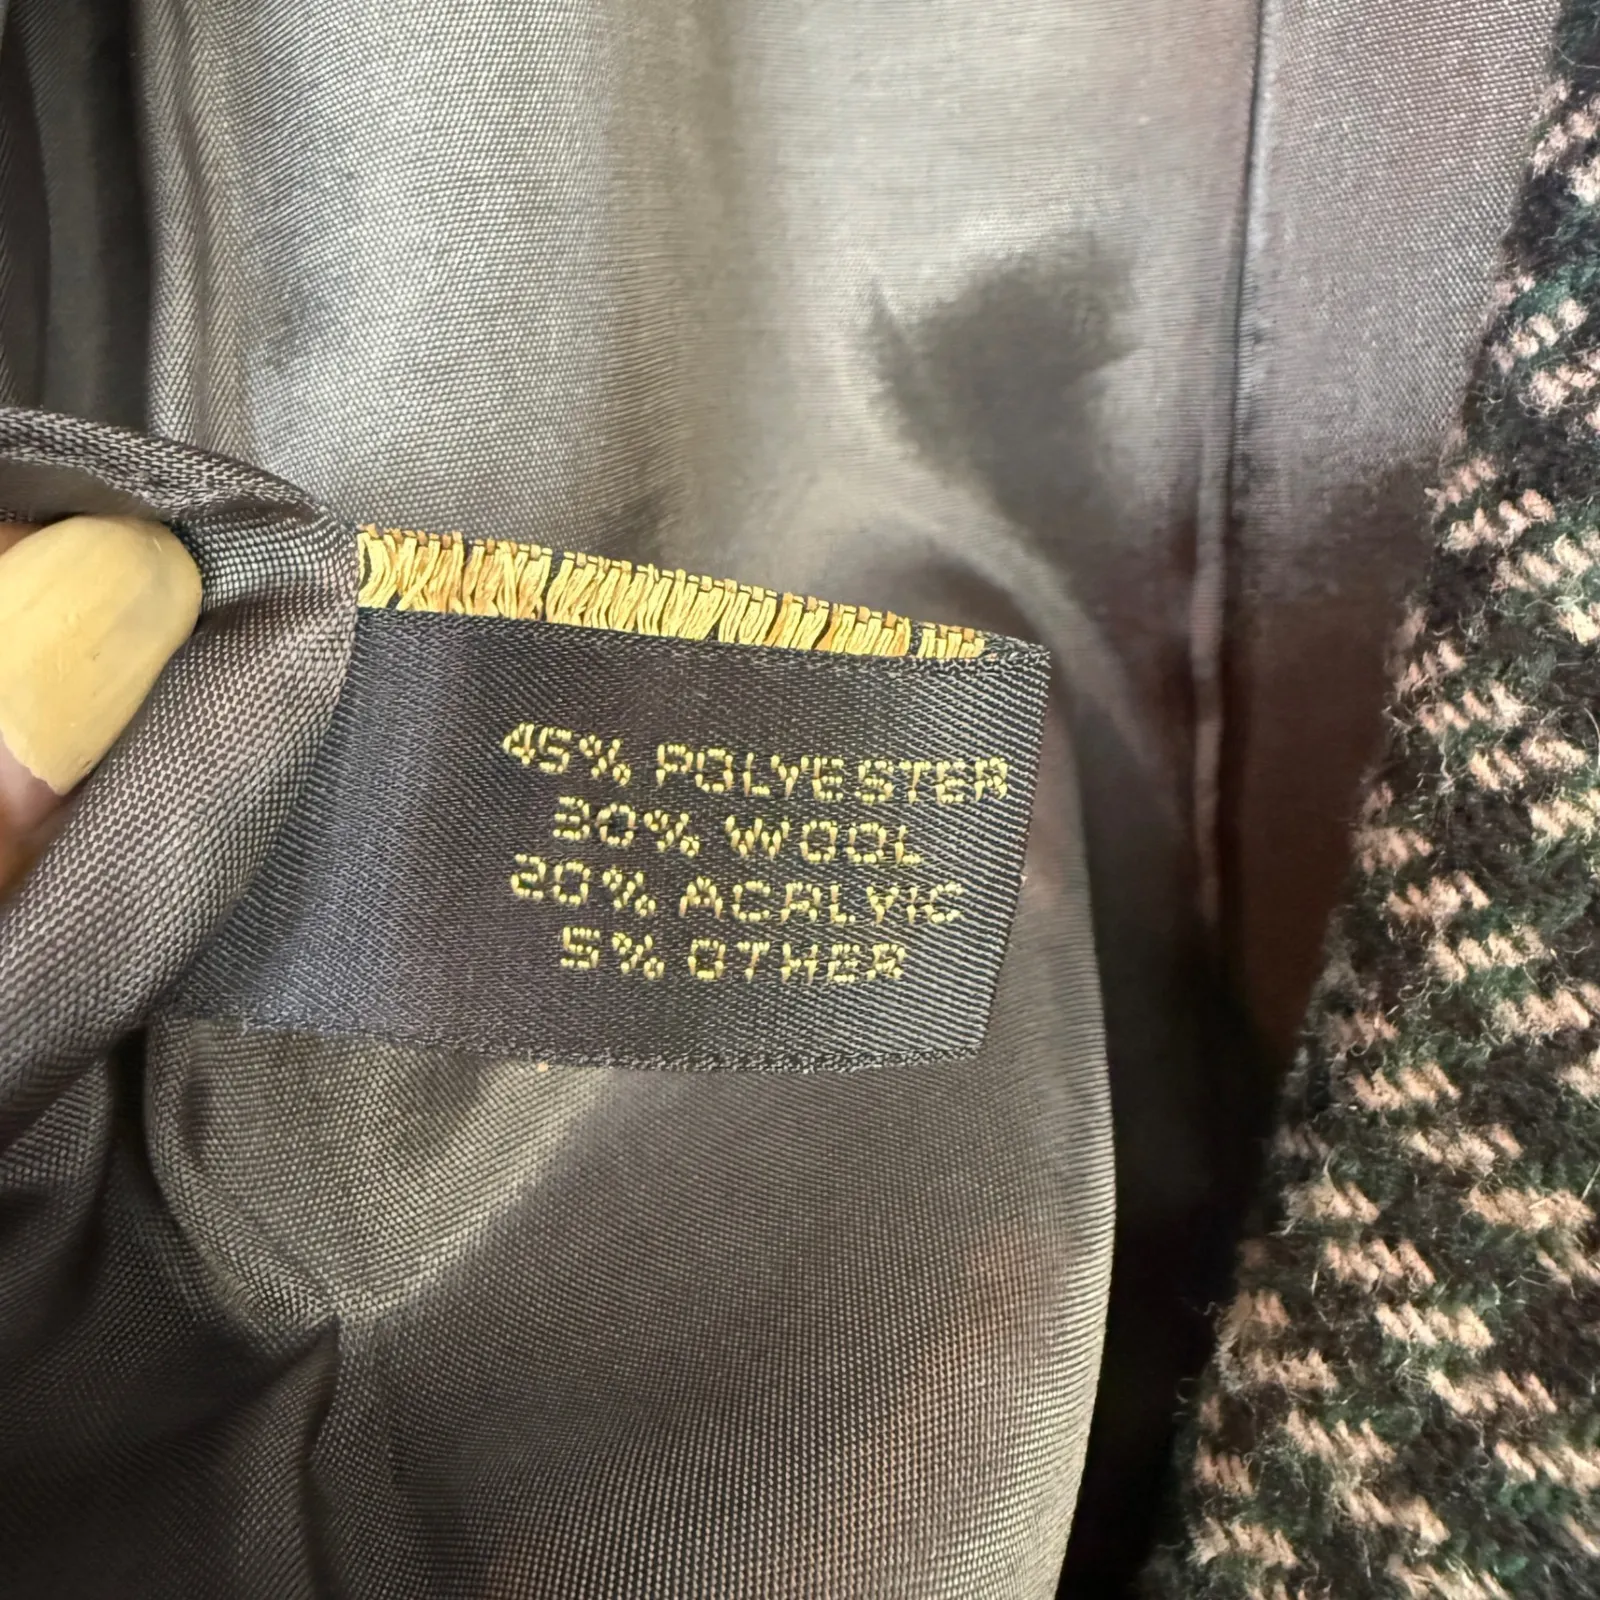 45% POLYESTER
30% WOOL
20% ACRLYIC
5% OTHER